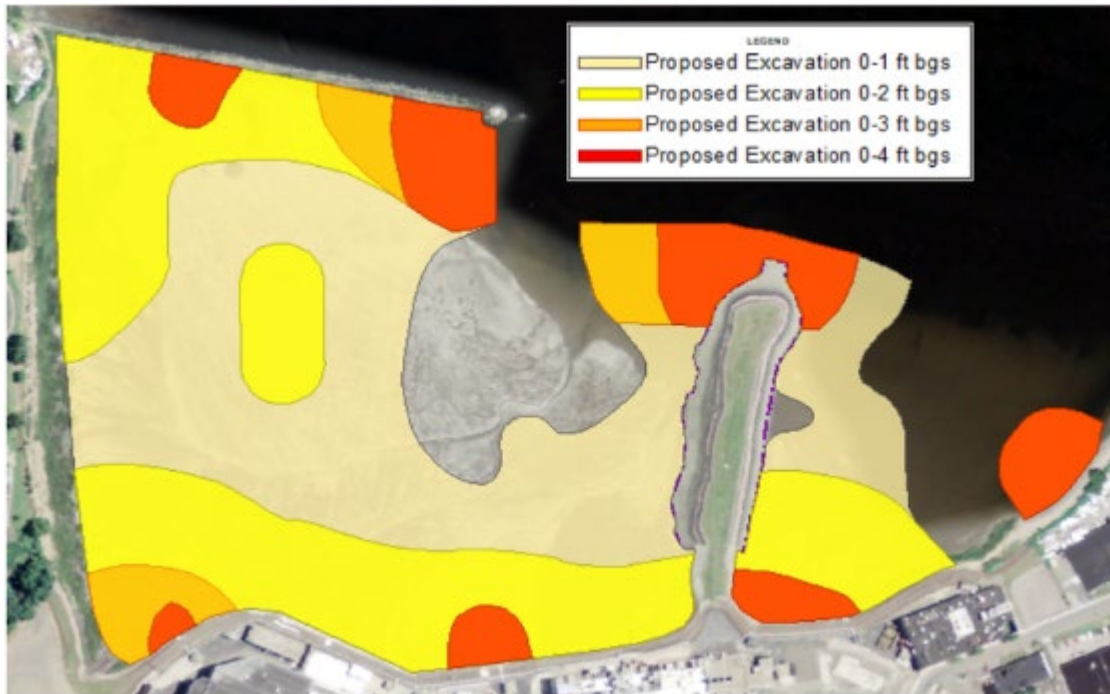 LEGEND
Proposed Excavation 0-1 ft bgs
Proposed Excavation 0-2 ft bgs
Proposed Excavation 0-3 ft bgs
Proposed Excavation 0-4 ft bgs